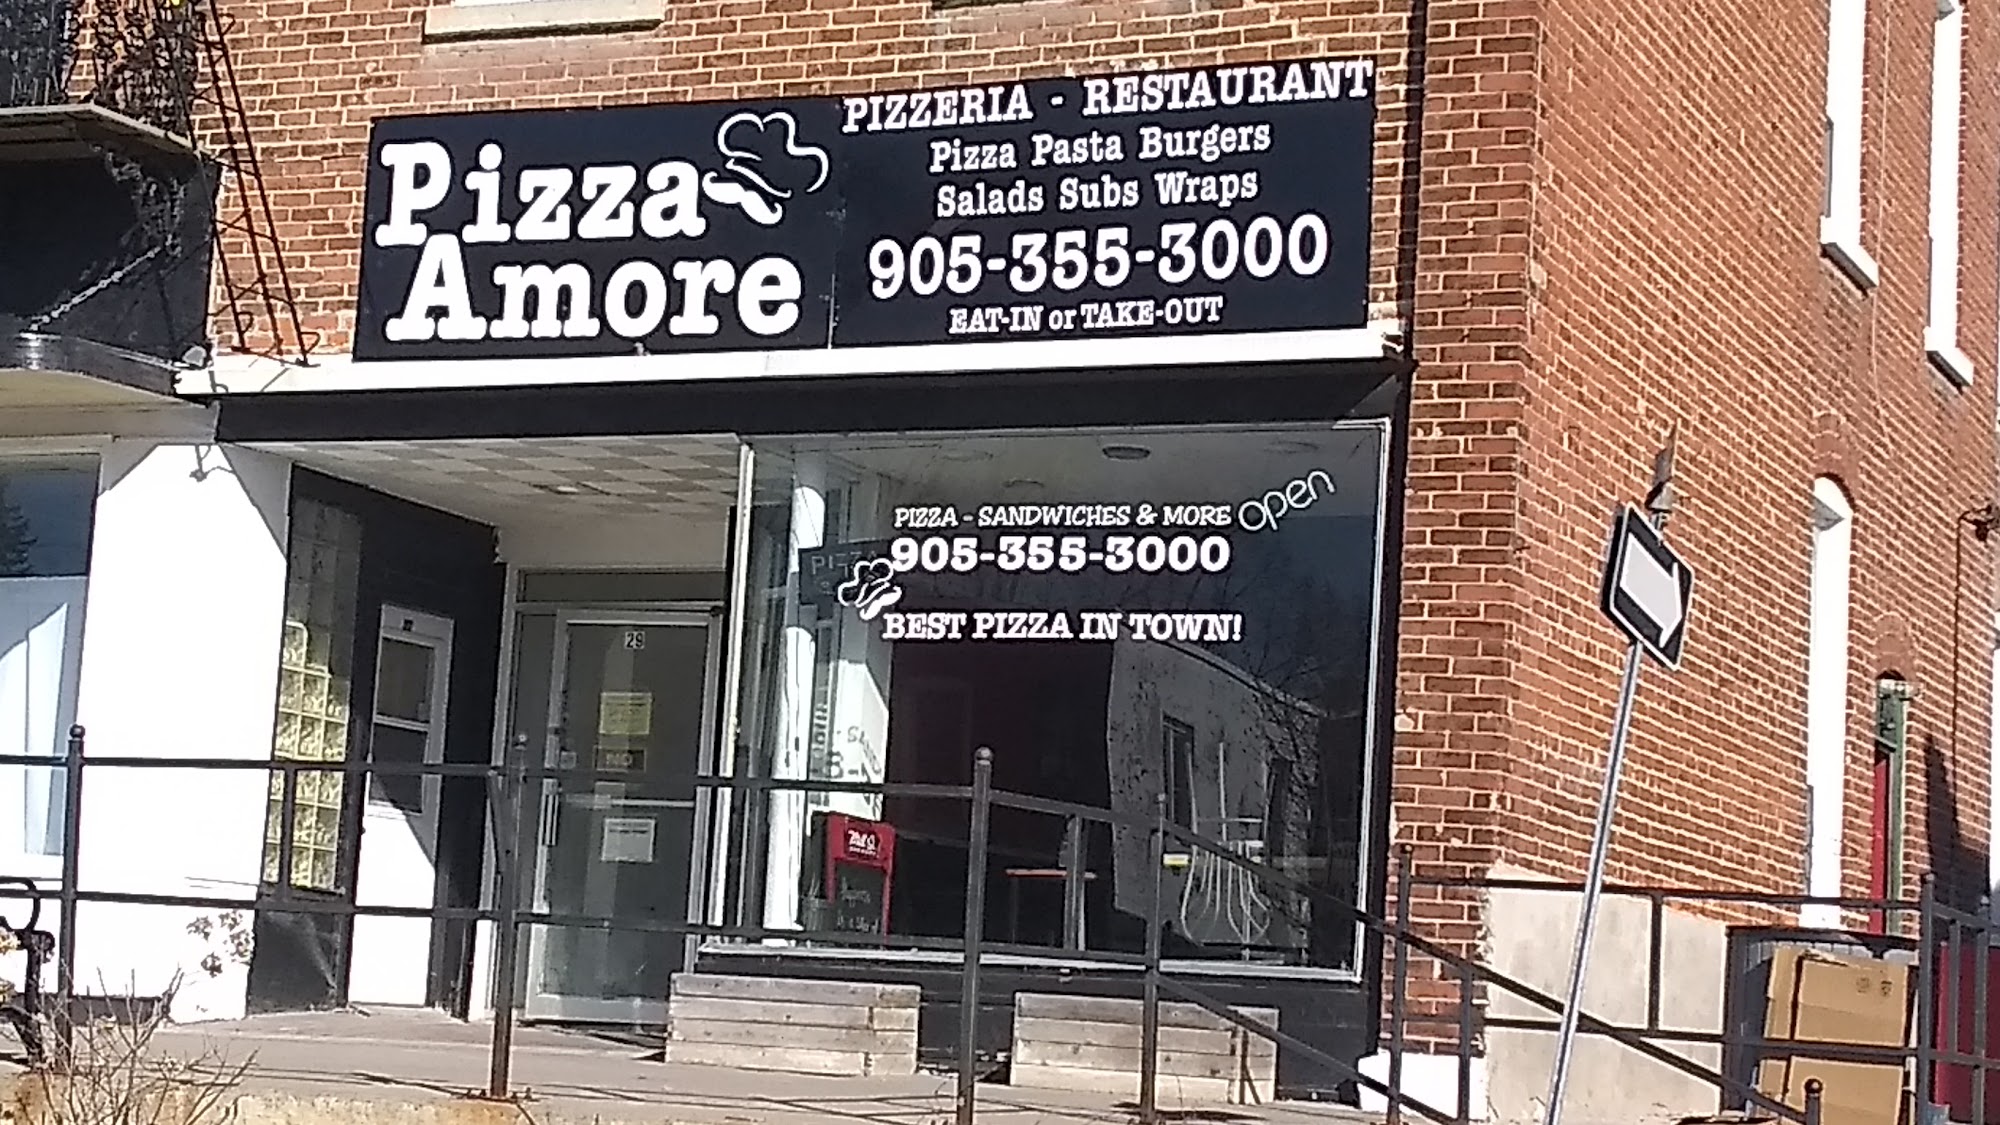 Pizza
Amore
PIZZERIA - RESTAURANT
Pizza Pasta Burgers
Salads Subs Wraps
905-355-3000
EAT-IN or TAKE-OUT
PIZZA - SANDWICHES & MORE
open
905-355-3000
BEST PIZZA IN TOWN!
29
NO